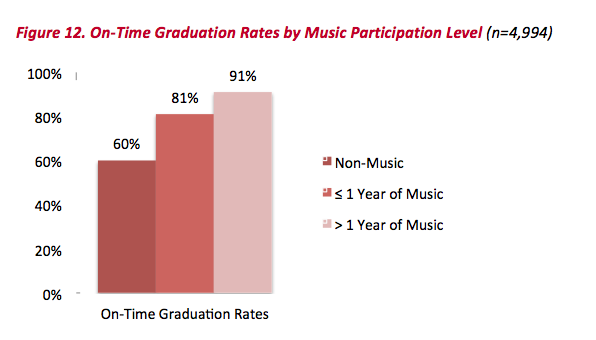 Figure 12. On-Time Graduation Rates by Music Participation Level (n=4,994)
100%
80%
60%
40%
20%
0%
60%
81%
91%
On-Time Graduation Rates
Non-Music
≤ 1 Year of Music
> 1 Year of Music